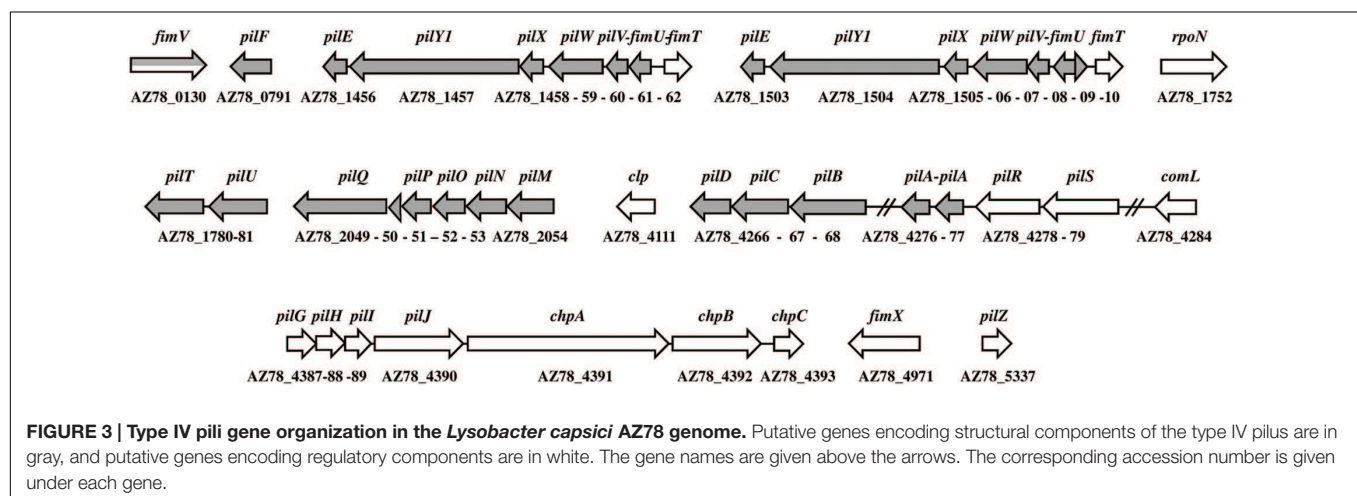 fimV pilF pilE pilY1 pilX pilW pilV-fimU-fimT pilE pilY1 pilX pilW pilV-fimU fimT rpoN
AZ78_0130 AZ78_0791 AZ78_1456 AZ78_1457 AZ78_1458 - 59 - 60 - 61 - 62 AZ78_1503 AZ78_1504 AZ78_1505 - 06 - 07 - 08 - 09 -10 AZ78_1752
pilT pilU pilQ pilP pilO pilN pilM clp pilD pilC pilB pilA-pilA pilR pilS comL
AZ78_1780-81 AZ78_2049 - 50 - 51 – 52 - 53 AZ78_2054 AZ78_4111 AZ78_4266 - 67 - 68 AZ78_4276 - 77 AZ78_4278 - 79 AZ78_4284
pilG pilH pilI pilJ chpA chpB chpC fimX pilZ
AZ78_4387-88 -89 AZ78_4390 AZ78_4391 AZ78_4392 AZ78_4393 AZ78_4971 AZ78_5337
FIGURE 3 | Type IV pili gene organization in the Lysobacter capsici AZ78 genome. Putative genes encoding structural components of the type IV pilus are in
gray, and putative genes encoding regulatory components are in white. The gene names are given above the arrows. The corresponding accession number is given
under each gene.